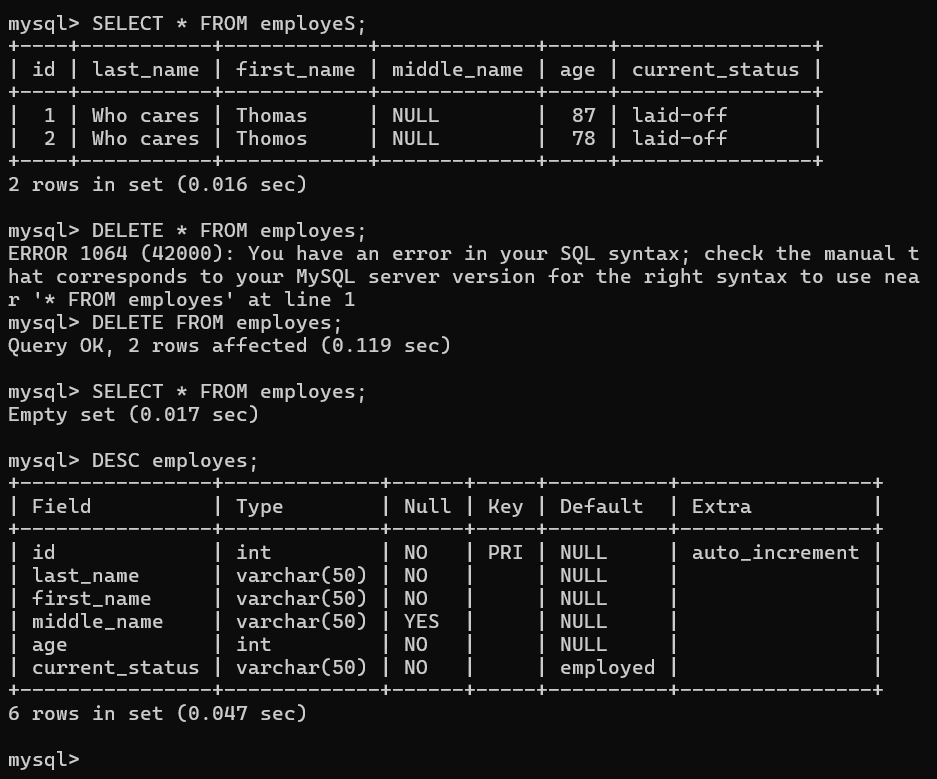 mysql> SELECT * FROM employeS;
+----+-----------+------------+-------------+-----+----------------+
| id | last_name | first_name | middle_name | age | current_status |
+----+-----------+------------+-------------+-----+----------------+
|  1 | Who cares | Thomas     | NULL        |  87 | laid-off       |
|  2 | Who cares | Thomos     | NULL        |  78 | laid-off       |
+----+-----------+------------+-------------+-----+----------------+
2 rows in set (0.016 sec)

mysql> DELETE * FROM employes;
ERROR 1064 (42000): You have an error in your SQL syntax; check the manual t
hat corresponds to your MySQL server version for the right syntax to use nea
r '* FROM employes' at line 1
mysql> DELETE FROM employes;
Query OK, 2 rows affected (0.119 sec)

mysql> SELECT * FROM employes;
Empty set (0.017 sec)

mysql> DESC employes;
+----------------+-------------+------+-----+----------+----------------+
| Field          | Type        | Null | Key | Default  | Extra          |
+----------------+-------------+------+-----+----------+----------------+
| id             | int         | NO   | PRI | NULL     | auto_increment |
| last_name      | varchar(50) | NO   |     | NULL     |                |
| first_name     | varchar(50) | NO   |     | NULL     |                |
| middle_name    | varchar(50) | YES  |     | NULL     |                |
| age            | int         | NO   |     | NULL     |                |
| current_status | varchar(50) | NO   |     | employed |                |
+----------------+-------------+------+-----+----------+----------------+
6 rows in set (0.047 sec)

mysql>